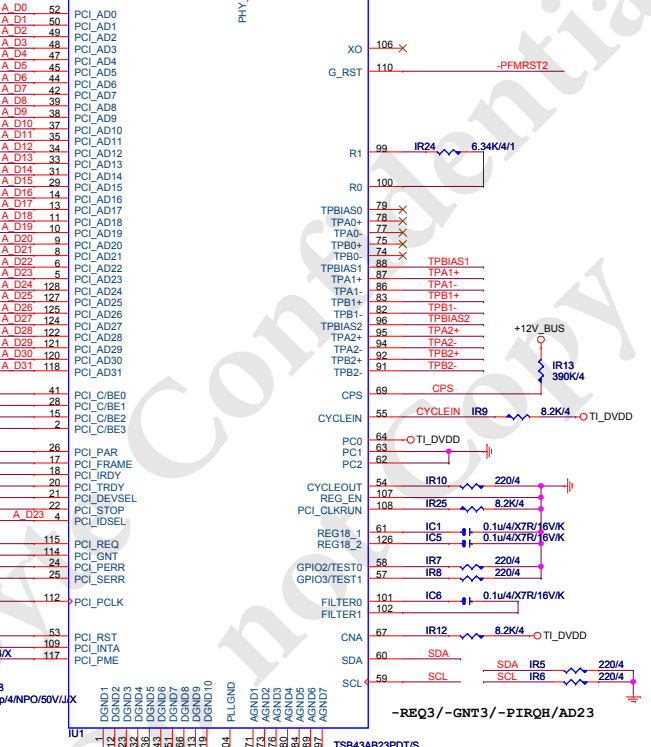 A_D0 52 PCI_AD0
A_D1 50 PCI_AD1
A_D2 49 PCI_AD2
A_D3 48 PCI_AD3
A_D4 47 PCI_AD4
A_D5 45 PCI_AD5
A_D6 44 PCI_AD6
A_D7 42 PCI_AD7
A_D8 39 PCI_AD8
A_D9 38 PCI_AD9
A_D10 37 PCI_AD10
A_D11 35 PCI_AD11
A_D12 34 PCI_AD12
A_D13 33 PCI_AD13
A_D14 31 PCI_AD14
A_D15 29 PCI_AD15
A_D16 14 PCI_AD16
A_D17 13 PCI_AD17
A_D18 11 PCI_AD18
A_D19 10 PCI_AD19
A_D20 9 PCI_AD20
A_D21 8 PCI_AD21
A_D22 6 PCI_AD22
A_D23 5 PCI_AD23
A_D24 128 PCI_AD24
A_D25 127 PCI_AD25
A_D26 125 PCI_AD26
A_D27 124 PCI_AD27
A_D28 122 PCI_AD28
A_D29 121 PCI_AD29
A_D30 120 PCI_AD30
A_D31 118 PCI_AD31
41 PCI_C/BE0
28 PCI_C/BE1
15 PCI_C/BE2
2 PCI_C/BE3
26 PCI_PAR
17 PCI_FRAME
18 PCI_IRDY
20 PCI_TRDY
21 PCI_DEVSEL
22 PCI_STOP
A_D23 4 PCI_IDSEL
115 PCI_REQ
114 PCI_GNT
24 PCI_PERR
25 PCI_SERR
112 PCI_PCLK
53 PCI_RST
109 PCI_INTA
117 PCI_PME
p/4/NPO/50V/J/X
PHY_
XO 106
G_RST 110 -PFMRST2
R1 99 IR24 6.34K/4/1
R0 100
TPBIAS0 79
TPA0+ 78
TPA0- 77
TPB0+ 75
TPB0- 74
TPBIAS1 88 TPBIAS1
TPA1+ 87 TPA1+
TPA1- 86 TPA1-
TPB1+ 83 TPB1+
TPB1- 82 TPB1-
TPBIAS2 96 TPBIAS2
TPA2+ 95 TPA2+
TPA2- 94 TPA2-
TPB2+ 92 TPB2+
TPB2- 91 TPB2-
+12V_BUS
IR13
390K/4
CPS 69 CPS
CYCLEIN 55 CYCLEIN IR9 8.2K/4 TI_DVDD
PC0 64 TI_DVDD
PC1 63
PC2 62
CYCLEOUT 54 IR10 220/4
REG_EN 107
PCI_CLKRUN 108 IR25 8.2K/4
REG18_1 61 IC1 0.1u/4/X7R/16V/K
REG18_2 126 IC5 0.1u/4/X7R/16V/K
GPIO2/TEST0 58 IR7 220/4
GPIO3/TEST1 57 IR8 220/4
FILTER0 101 IC6 0.1u/4/X7R/16V/K
FILTER1 102
CNA 67 IR12 8.2K/4 TI_DVDD
SDA 60 SDA
SCL 59 SCL
SDA IR5 220/4
SCL IR6 220/4
-REQ3/-GNT3/-PIRQH/AD23
DGND1
DGND2
DGND3
DGND4
DGND5
DGND6
DGND7
DGND8
DGND9
DGND10
PLLGND
AGND1
AGND2
AGND3
AGND4
AGND5
AGND6
AGND7
IU1
TSB43AB23PDT/S
Confidential
not Copy